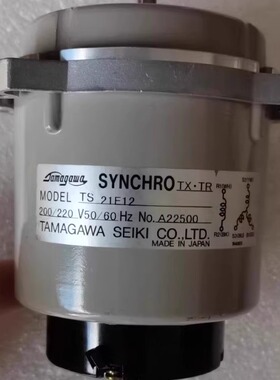 Tamagawa SYNCHRO TX·TR
MODEL TS 21E12
200/220 V50/60 Hz No. A22500
TAMAGAWA SEIKI CO.,LTD.
MADE IN JAPAN